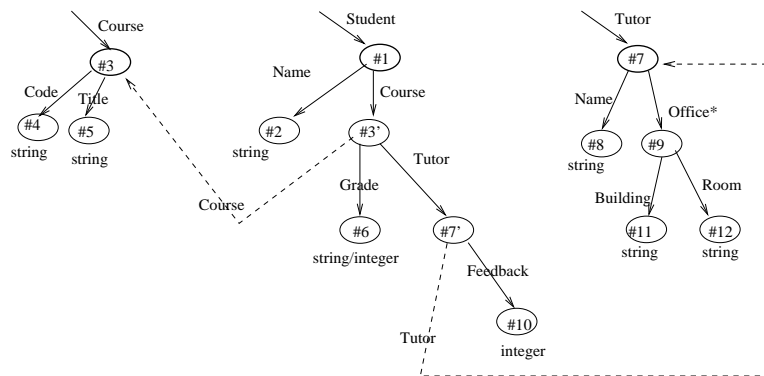 Course
Student
Tutor
#3
#1
#7
Code
Title
Name
Course
Name
Office*
#4
#5
#2
#3'
#8
#9
string
string
string
string
Tutor
Grade
Course
Building
Room
#6
#7'
#11
#12
string/integer
string
string
Feedback
#10
Tutor
integer